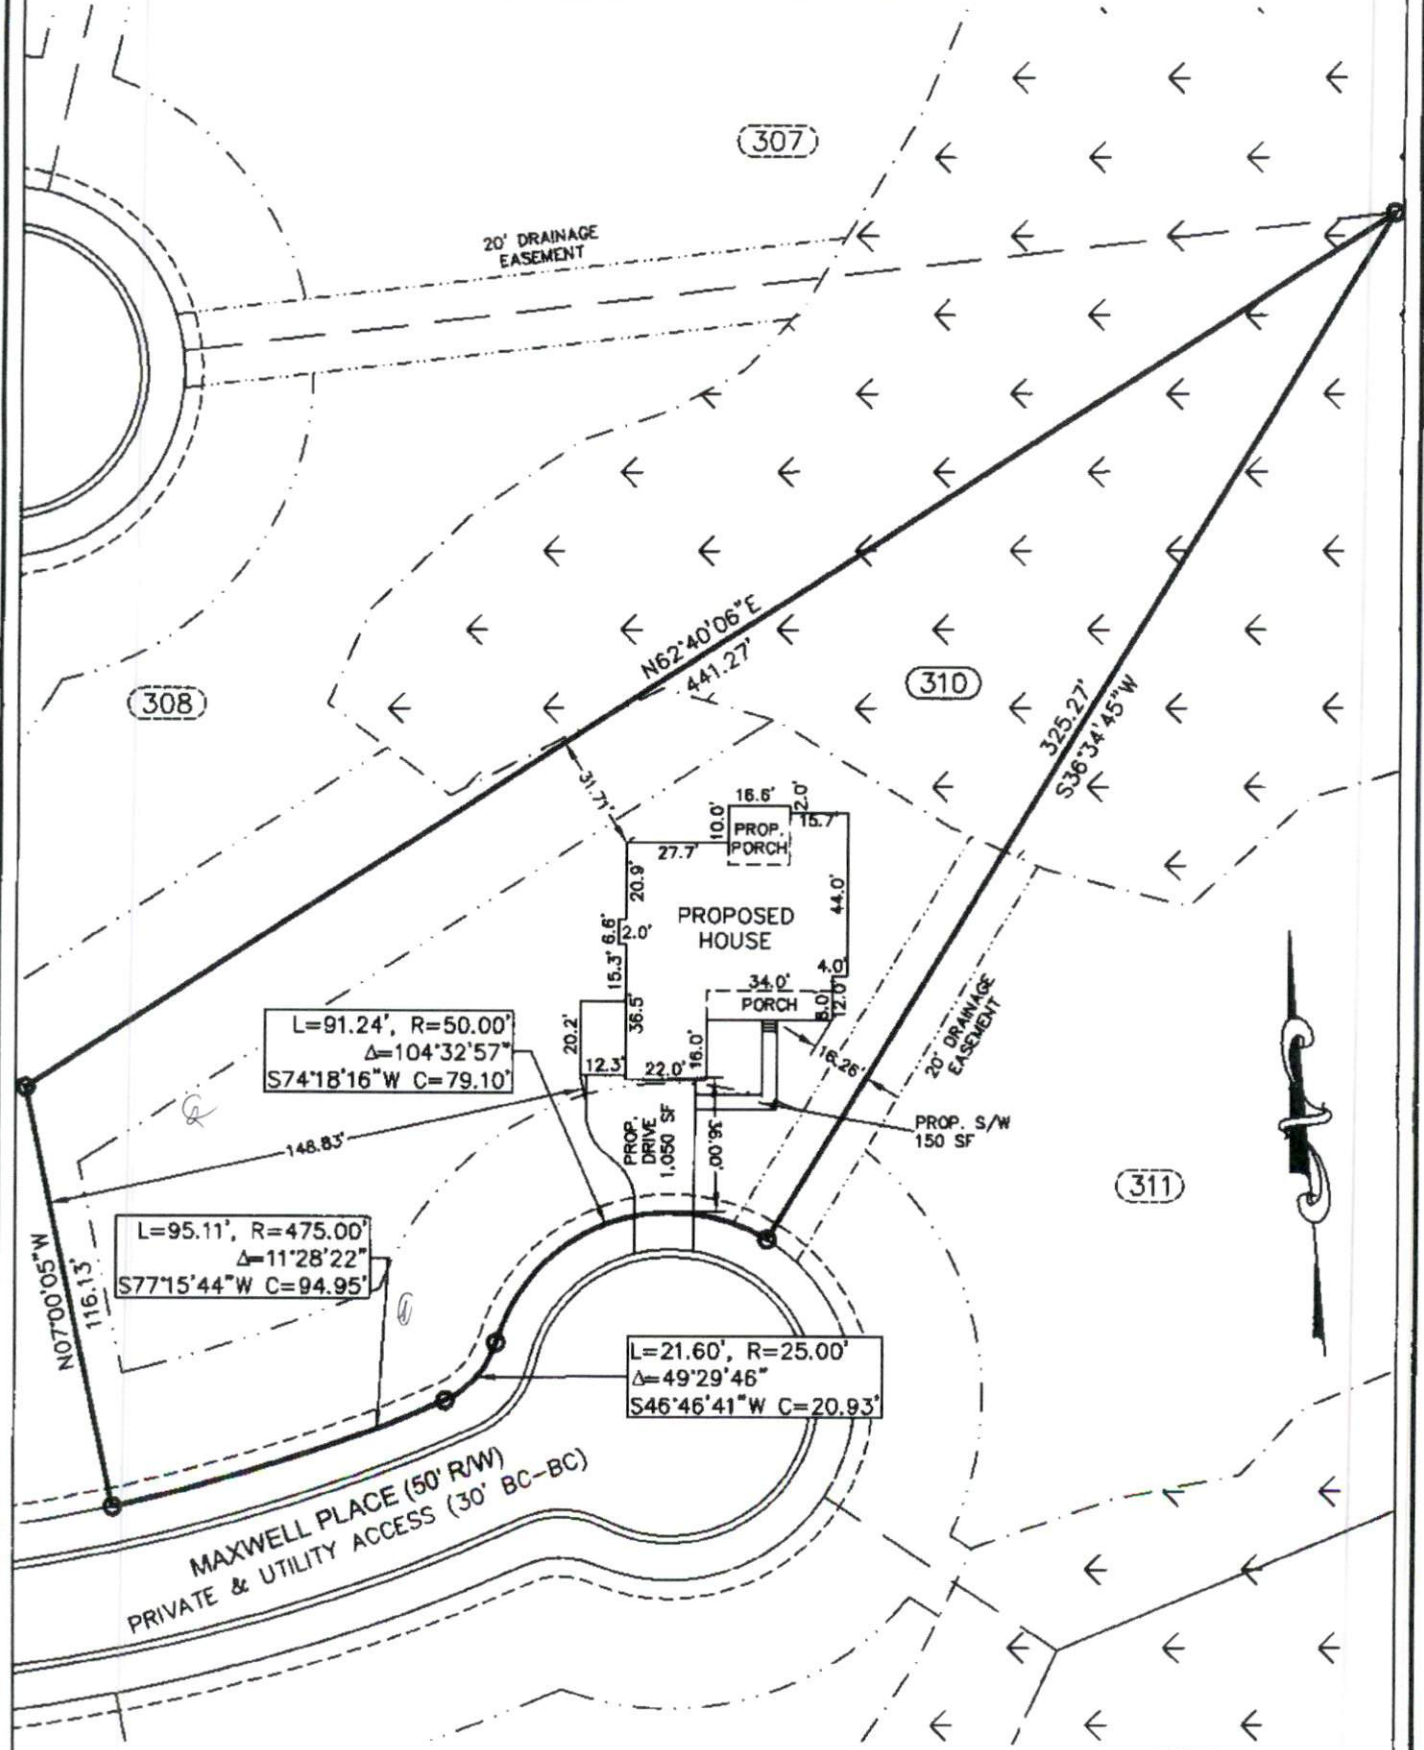 307
20' DRAINAGE
EASEMENT
N62°40'06"E
441.27'
310
308
325.27'
S36°34'45"W
31.71'
16.6'
2.0'
15.7'
10.0'
PROP.
PORCH
27.7'
20.9'
44.0'
PROPOSED
HOUSE
6.6'
2.0'
15.3'
4.0'
34.0'
PORCH
8.0'
12.0'
36.5'
20.2'
12.3'
22.0'
16.0'
16.26'
20' DRAINAGE
EASEMENT
L=91.24', R=50.00'
Δ=104°32'57"
S74°18'16"W C=79.10'
148.83'
PROP.
DRIVE
1,050 SF
36.00'
PROP. S/W
150 SF
311
L=95.11', R=475.00'
Δ=11°28'22"
S77°15'44"W C=94.95'
N07°00'05"W
116.13'
L=21.60', R=25.00'
Δ=49°29'46"
S46°46'41"W C=20.93'
MAXWELL PLACE (50' R/W)
PRIVATE & UTILITY ACCESS (30' BC-BC)